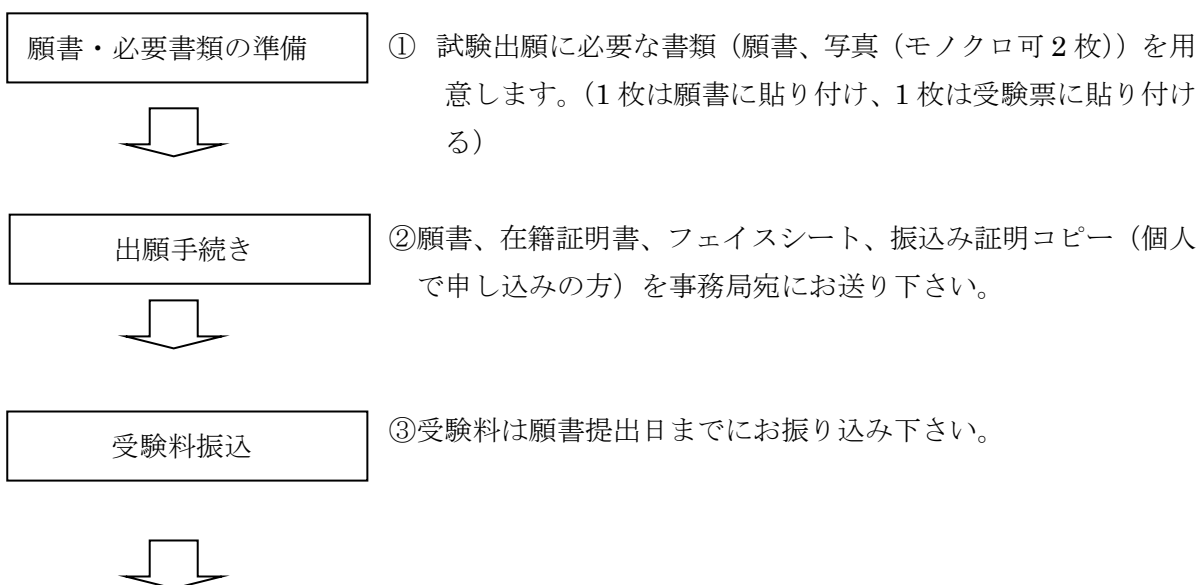 願書・必要書類の準備
① 試験出願に必要な書類（願書、写真（モノクロ可 2 枚））を用
意します。（1 枚は願書に貼り付け、1 枚は受験票に貼り付け
る）
出願手続き
②願書、在籍証明書、フェイスシート、振込み証明コピー（個人
で申し込みの方）を事務局宛にお送り下さい。
受験料振込
③受験料は願書提出日までにお振り込み下さい。